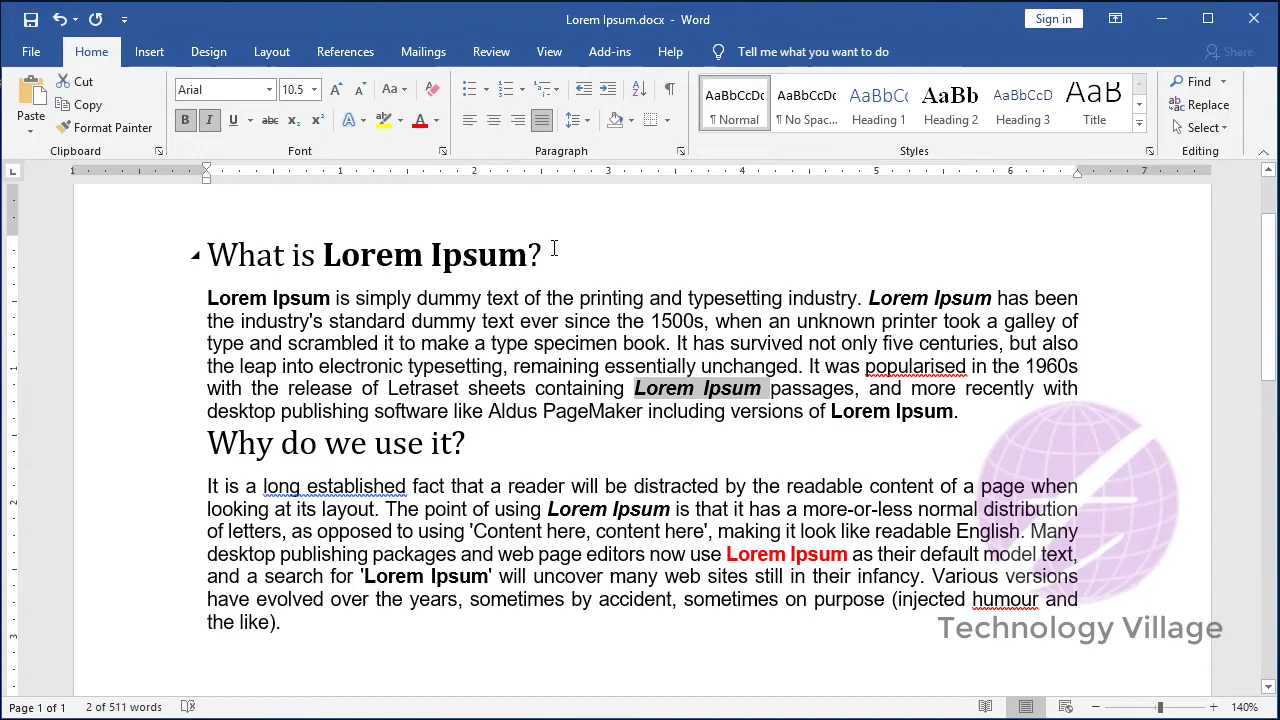 Lorem Ipsum.docx - Word
Sign in
File Home Insert Design Layout References Mailings Review View Add-ins Help Tell me what you want to do Share
Cut
Copy
Format Painter
Paste
Clipboard
Arial 10.5 Aa
B I U abc x₂ x² A A
Font
Paragraph
AaBbCcDc AaBbCcDc AaBbCc AaBb AaBbCcD AaBb
¶ Normal ¶ No Spac... Heading 1 Heading 2 Heading 3 Title
Styles
Find
Replace
Select
Editing
1 1 2 3 4 5 6 7
What is Lorem Ipsum?
Lorem Ipsum is simply dummy text of the printing and typesetting industry. Lorem Ipsum has been
the industry's standard dummy text ever since the 1500s, when an unknown printer took a galley of
type and scrambled it to make a type specimen book. It has survived not only five centuries, but also
the leap into electronic typesetting, remaining essentially unchanged. It was popularised in the 1960s
with the release of Letraset sheets containing Lorem Ipsum passages, and more recently with
desktop publishing software like Aldus PageMaker including versions of Lorem Ipsum.
Why do we use it?
It is a long established fact that a reader will be distracted by the readable content of a page when
looking at its layout. The point of using Lorem Ipsum is that it has a more-or-less normal distribution
of letters, as opposed to using 'Content here, content here', making it look like readable English. Many
desktop publishing packages and web page editors now use Lorem Ipsum as their default model text,
and a search for 'Lorem Ipsum' will uncover many web sites still in their infancy. Various versions
have evolved over the years, sometimes by accident, sometimes on purpose (injected humour and
the like).
Technology Village
Page 1 of 1 2 of 511 words 140%